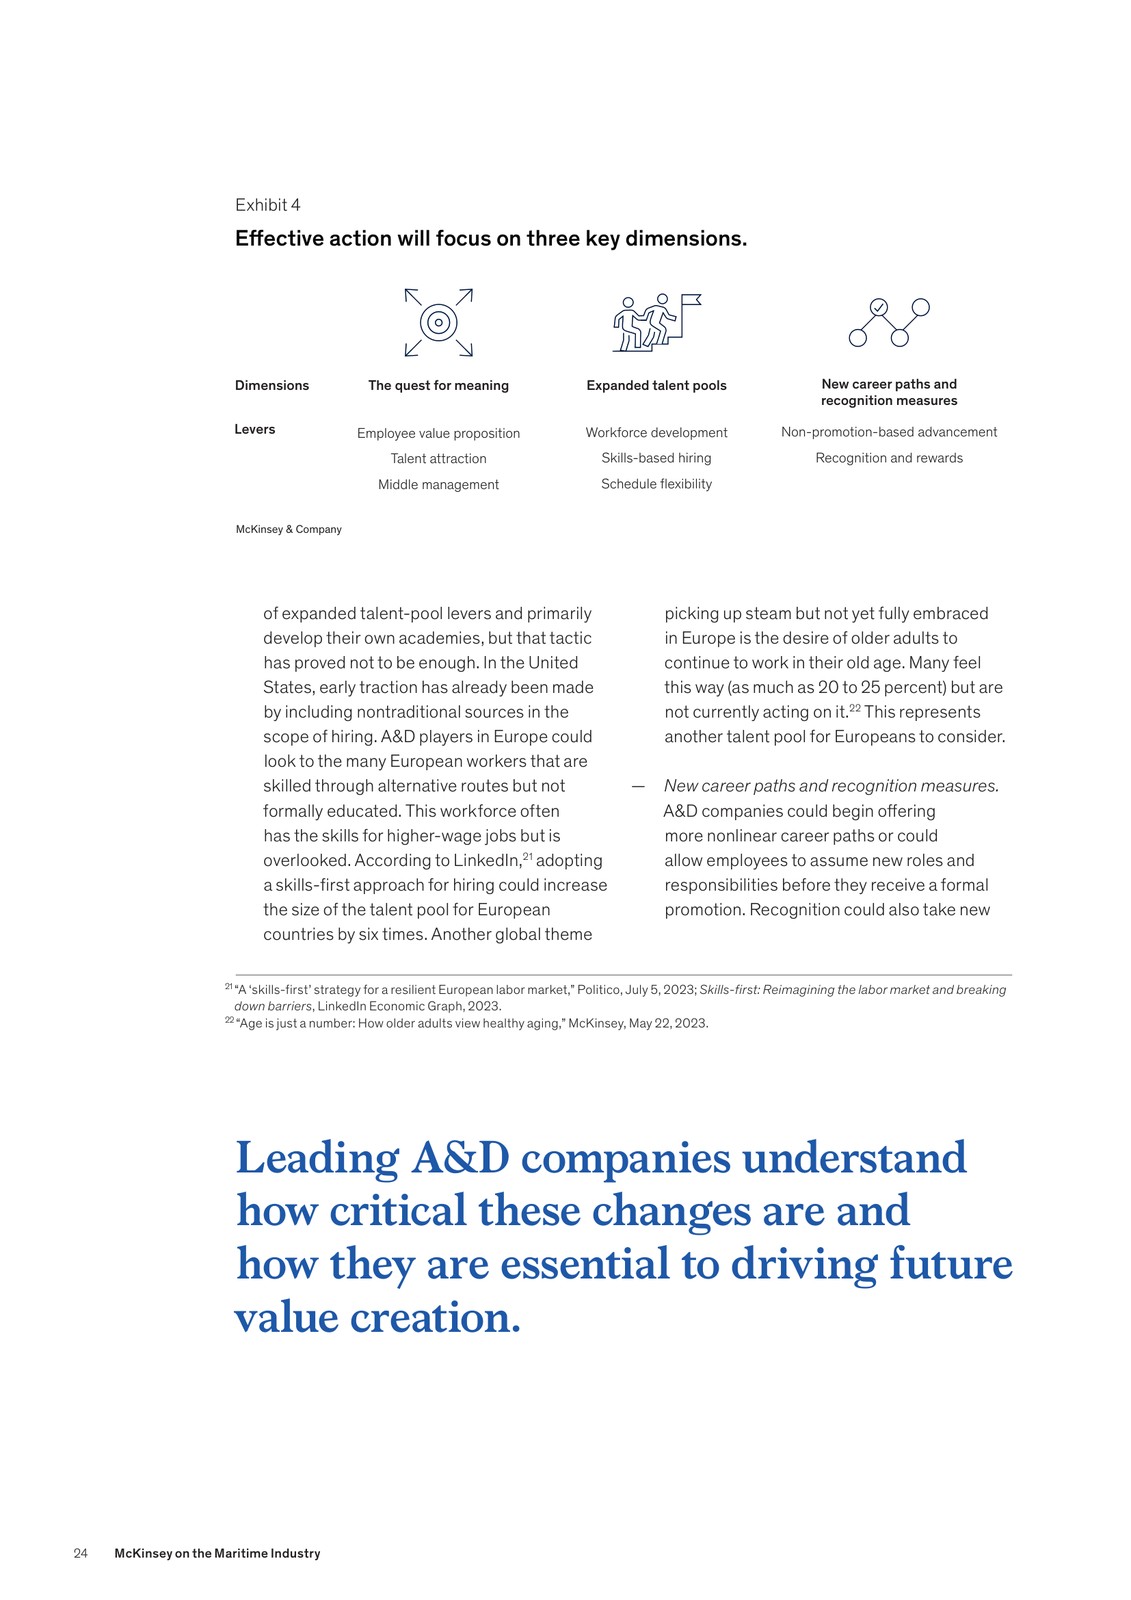 Exhibit 4
Effective action will focus on three key dimensions.
Dimensions
The quest for meaning
Expanded talent pools
New career paths and
recognition measures
Levers
Employee value proposition
Talent attraction
Middle management
Workforce development
Skills-based hiring
Schedule flexibility
Non-promotion-based advancement
Recognition and rewards
McKinsey & Company
of expanded talent-pool levers and primarily
develop their own academies, but that tactic
has proved not to be enough. In the United
States, early traction has already been made
by including nontraditional sources in the
scope of hiring. A&D players in Europe could
look to the many European workers that are
skilled through alternative routes but not
formally educated. This workforce often
has the skills for higher-wage jobs but is
overlooked. According to LinkedIn,21 adopting
a skills-first approach for hiring could increase
the size of the talent pool for European
countries by six times. Another global theme
picking up steam but not yet fully embraced
in Europe is the desire of older adults to
continue to work in their old age. Many feel
this way (as much as 20 to 25 percent) but are
not currently acting on it.22 This represents
another talent pool for Europeans to consider.
— New career paths and recognition measures.
A&D companies could begin offering
more nonlinear career paths or could
allow employees to assume new roles and
responsibilities before they receive a formal
promotion. Recognition could also take new
21 “A ‘skills-first’ strategy for a resilient European labor market,” Politico, July 5, 2023; Skills-first: Reimagining the labor market and breaking
down barriers, LinkedIn Economic Graph, 2023.
22 “Age is just a number: How older adults view healthy aging,” McKinsey, May 22, 2023.
Leading A&D companies understand
how critical these changes are and
how they are essential to driving future
value creation.
24 McKinsey on the Maritime Industry